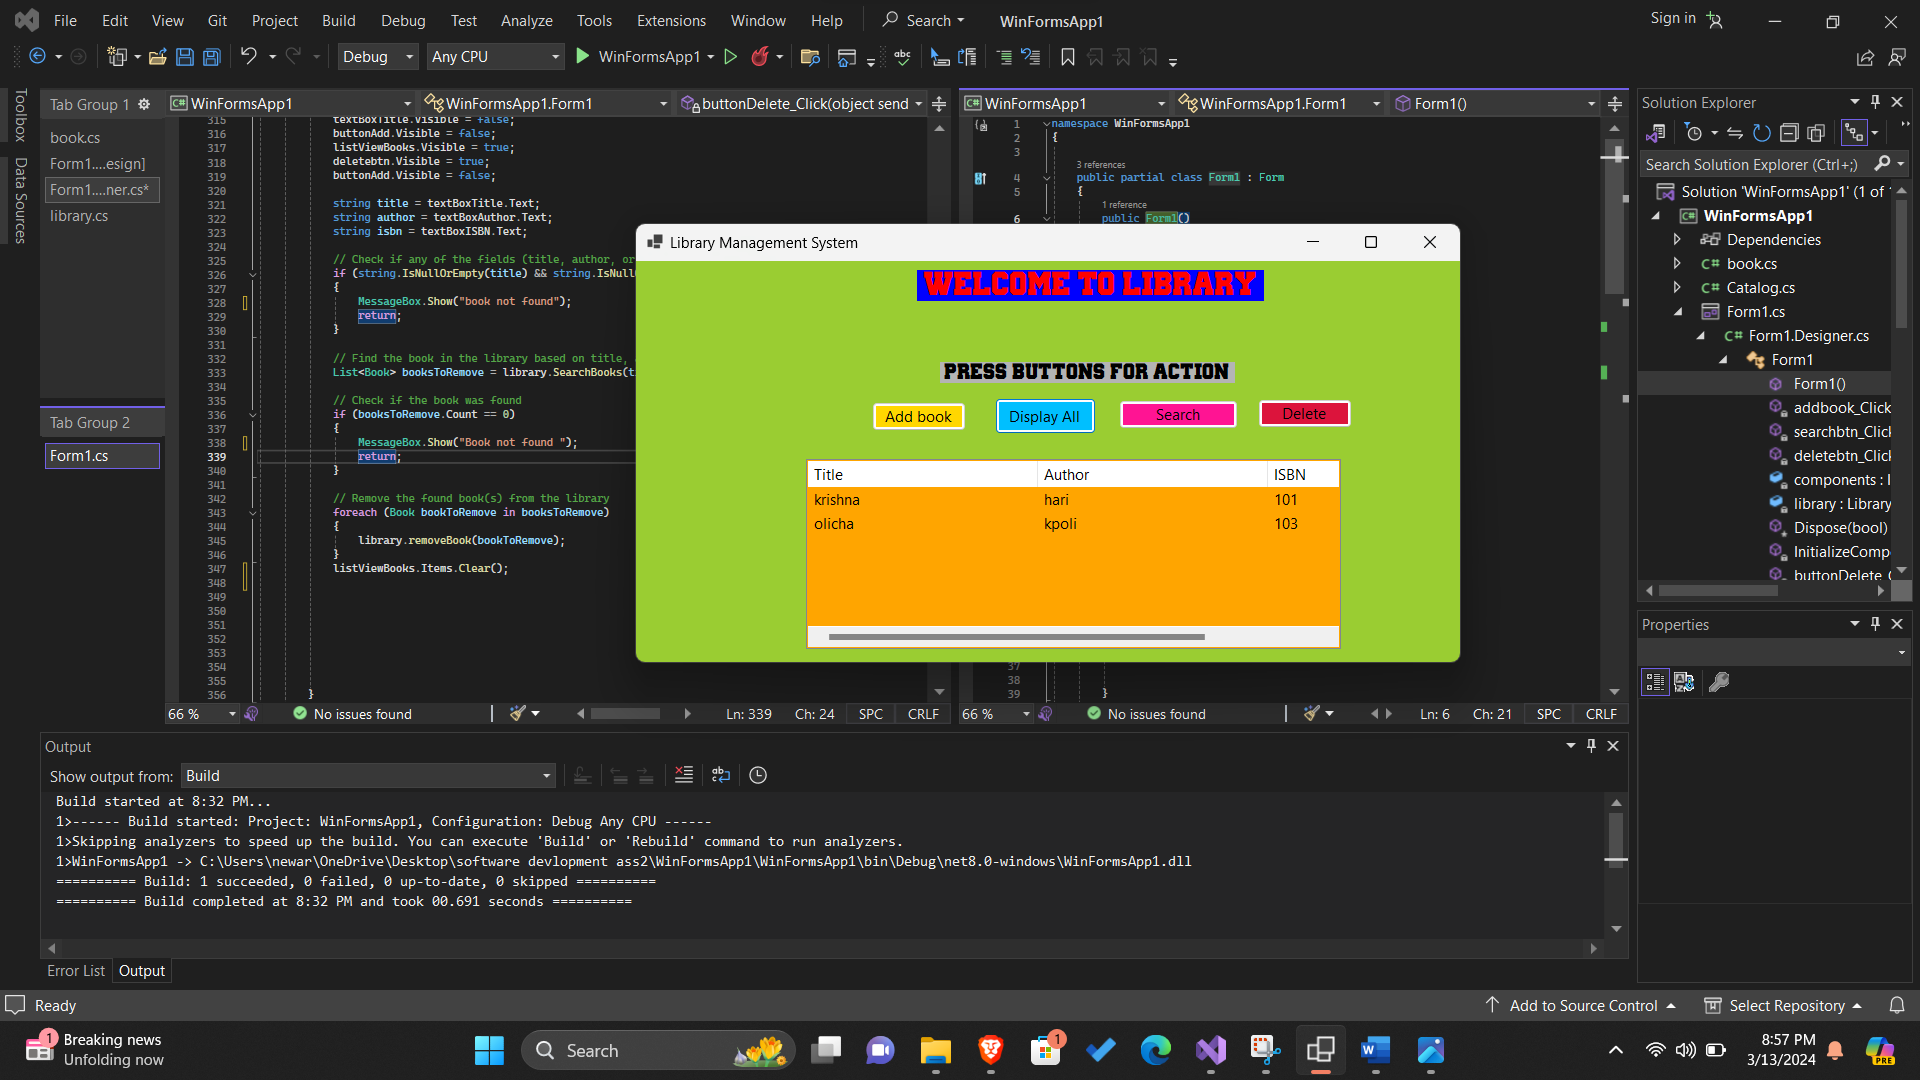 File Edit View Git Project Build Debug Test Analyze Tools Extensions Window Help Search WinFormsApp1 Sign in
Debug Any CPU WinFormsApp1
Toolbox
Data Sources
Tab Group 1
book.cs
Form1....esign]
Form1....ner.cs*
library.cs
Tab Group 2
Form1.cs
WinFormsApp1 WinFormsApp1.Form1 buttonDelete_Click(object send
315 textBoxTitle.Visible = false;
316 buttonAdd.Visible = false;
317 listViewBooks.Visible = true;
318 deletebtn.Visible = true;
319 buttonAdd.Visible = false;
320
321 string title = textBoxTitle.Text;
322 string author = textBoxAuthor.Text;
323 string isbn = textBoxISBN.Text;
324
325 // Check if any of the fields (title, author, or
326 if (string.IsNullOrEmpty(title) && string.IsNull
327 {
328 MessageBox.Show("book not found");
329 return;
330 }
331
332 // Find the book in the library based on title,
333 List<Book> booksToRemove = library.SearchBooks(t
334
335 // Check if the book was found
336 if (booksToRemove.Count == 0)
337 {
338 MessageBox.Show("Book not found ");
339 return;
340 }
341
342 // Remove the found book(s) from the library
343 foreach (Book bookToRemove in booksToRemove)
344 {
345 library.removeBook(bookToRemove);
346 }
347 listViewBooks.Items.Clear();
348
349
350
351
352
353
354
355
356 }
66 % No issues found Ln: 339 Ch: 24 SPC CRLF
WinFormsApp1 WinFormsApp1.Form1 Form1()
1 namespace WinFormsApp1
2 {
3
3 references
4 public partial class Form1 : Form
5 {
1 reference
6 public Form1()
37
38
39 }
66 % No issues found Ln: 6 Ch: 21 SPC CRLF
Library Management System
WELCOME TO LIBRARY
PRESS BUTTONS FOR ACTION
Add book Display All Search Delete
Title Author ISBN
krishna hari 101
olicha kpoli 103
Solution Explorer
Search Solution Explorer (Ctrl+;)
Solution 'WinFormsApp1' (1 of
WinFormsApp1
Dependencies
book.cs
Catalog.cs
Form1.cs
Form1.Designer.cs
Form1
Form1()
addbook_Click
searchbtn_Clic
deletebtn_Clic
components : I
library : Library
Dispose(bool)
InitializeComp
buttonDelete_
Properties
Output
Show output from: Build
Build started at 8:32 PM...
1>------ Build started: Project: WinFormsApp1, Configuration: Debug Any CPU ------
1>Skipping analyzers to speed up the build. You can execute 'Build' or 'Rebuild' command to run analyzers.
1>WinFormsApp1 -> C:\Users\newar\OneDrive\Desktop\software devlopment ass2\WinFormsApp1\WinFormsApp1\bin\Debug\net8.0-windows\WinFormsApp1.dll
========== Build: 1 succeeded, 0 failed, 0 up-to-date, 0 skipped ==========
========== Build completed at 8:32 PM and took 00.691 seconds ==========
Error List Output
Ready Add to Source Control Select Repository
1 Breaking news
Unfolding now
Search
1
8:57 PM
3/13/2024
PRE